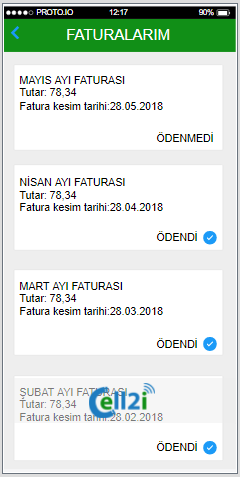 PROTO.IO 12:17 90%
FATURALARIM
MAYIS AYI FATURASI
Tutar: 78,34
Fatura kesim tarihi:28.05.2018
ÖDENMEDİ
NİSAN AYI FATURASI
Tutar: 78,34
Fatura kesim tarihi:28.04.2018
ÖDENDİ
MART AYI FATURASI
Tutar: 78,34
Fatura kesim tarihi:28.03.2018
ÖDENDİ
ŞUBAT AYI FATURASI
Tutar: 78,34
Fatura kesim tarihi:28.02.2018
Cell2i
ÖDENDİ